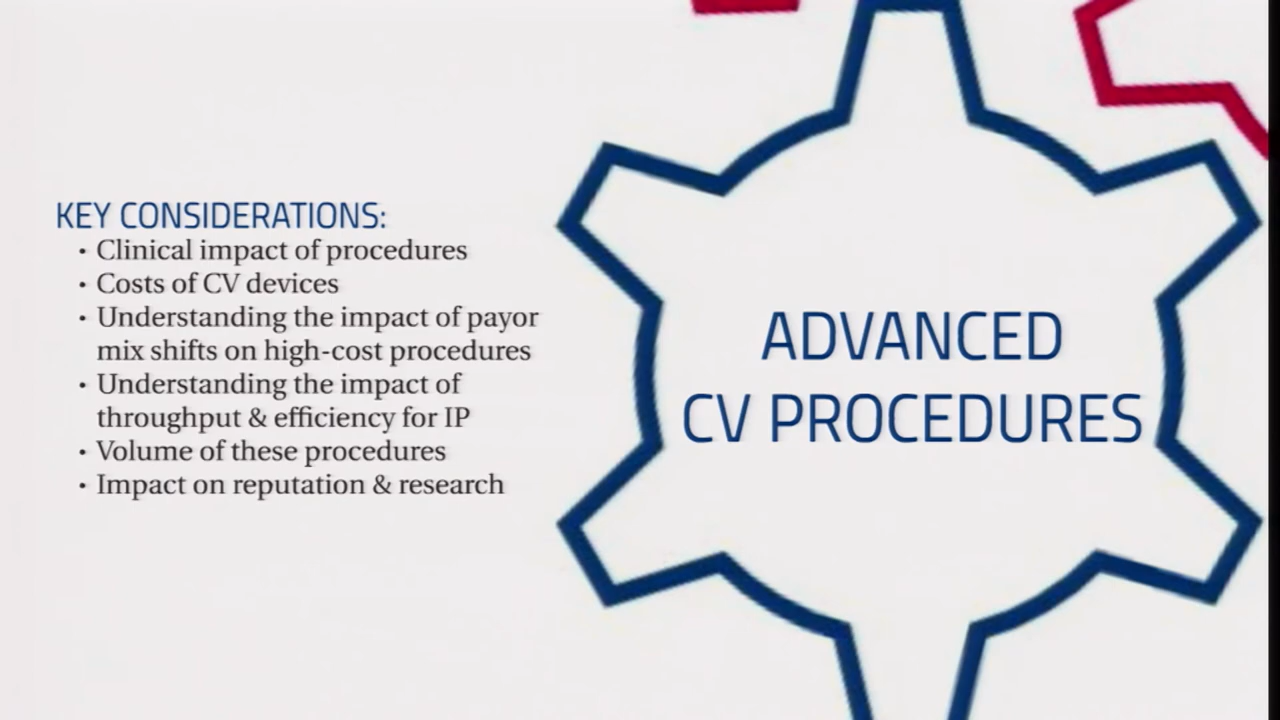 KEY CONSIDERATIONS:
• Clinical impact of procedures
• Costs of CV devices
• Understanding the impact of payor
mix shifts on high-cost procedures
• Understanding the impact of
throughput & efficiency for IP
• Volume of these procedures
• Impact on reputation & research
ADVANCED
CV PROCEDURES